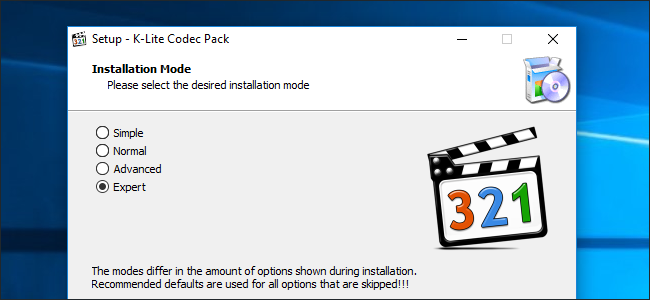 Setup - K-Lite Codec Pack
Installation Mode
Please select the desired installation mode
Simple
Normal
Advanced
Expert
321
321
The modes differ in the amount of options shown during installation.
Recommended defaults are used for all options that are skipped!!!